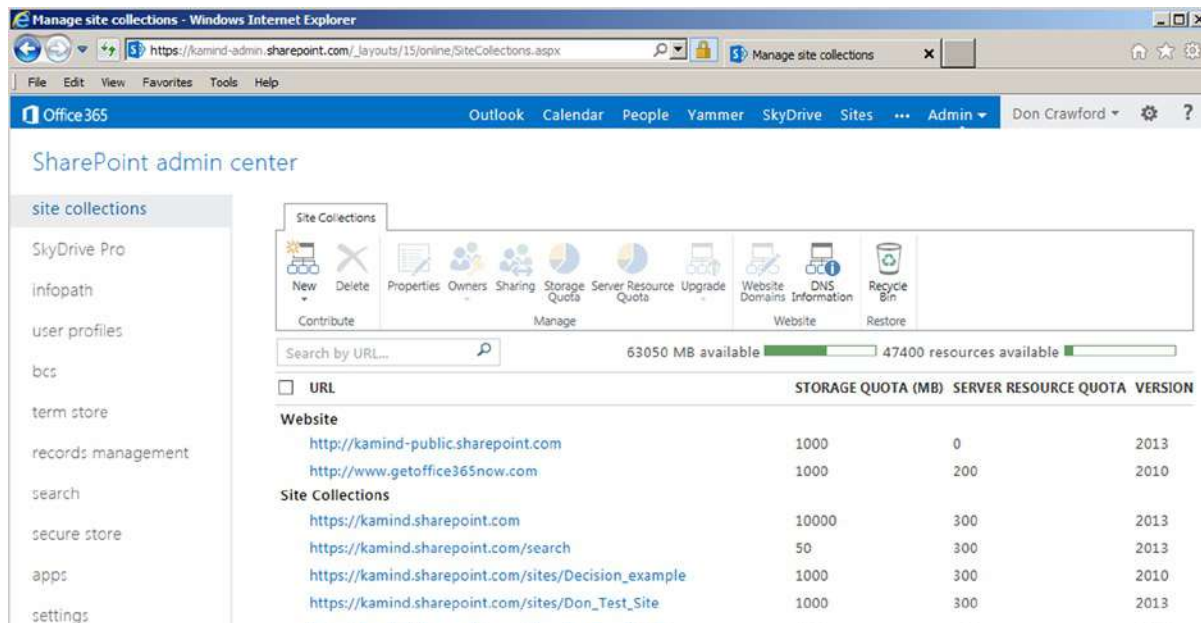 Manage site collections - Windows Internet Explorer
https://kamind-admin.sharepoint.com/_layouts/15/online/SiteCollections.aspx
Manage site collections
File Edit View Favorites Tools Help
Office 365 Outlook Calendar People Yammer SkyDrive Sites ... Admin Don Crawford ?
SharePoint admin center
site collections
SkyDrive Pro
infopath
user profiles
bcs
term store
records management
search
secure store
apps
settings
Site Collections
New Delete Properties Owners Sharing Storage Quota Server Resource Quota Upgrade Website Domains DNS Information Recycle Bin
Contribute Manage Website Restore
Search by URL... 63050 MB available 47400 resources available
URL STORAGE QUOTA (MB) SERVER RESOURCE QUOTA VERSION
Website
http://kamind-public.sharepoint.com 1000 0 2013
http://www.getoffice365now.com 1000 200 2010
Site Collections
https://kamind.sharepoint.com 10000 300 2013
https://kamind.sharepoint.com/search 50 300 2013
https://kamind.sharepoint.com/sites/Decision_example 1000 300 2010
https://kamind.sharepoint.com/sites/Don_Test_Site 1000 300 2013